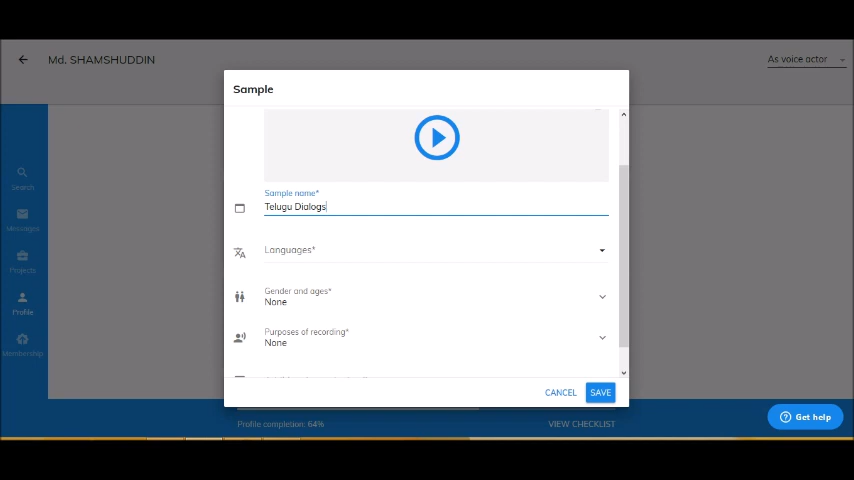 Md. SHAMSHUDDIN
As voice actor
Sample
Search
Messages
Projects
Profile
Membership
Sample name*
Telugu Dialogs
Languages*
Gender and ages*
None
Purposes of recording*
None
CANCEL
SAVE
Profile completion: 64%
VIEW CHECKLIST
Get help